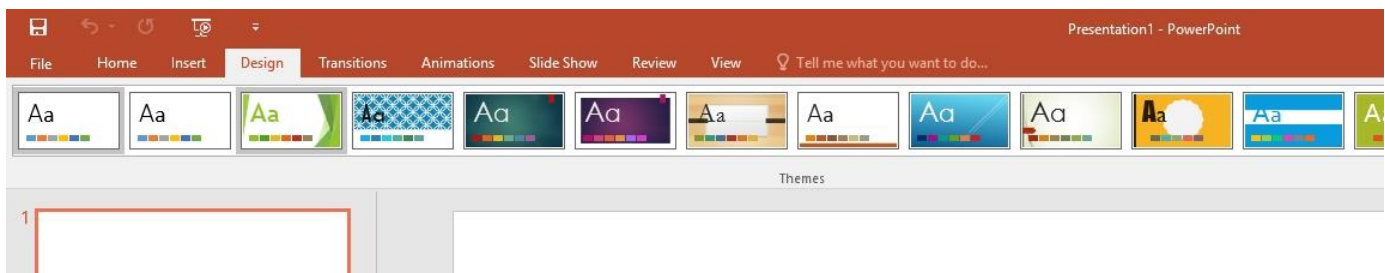 Presentation1 - PowerPoint
File Home Insert Design Transitions Animations Slide Show Review View Tell me what you want to do...
Aa Aa Aa Aa Aa Aa Aa Aa Aa Aa Aa Aa A
Themes
1